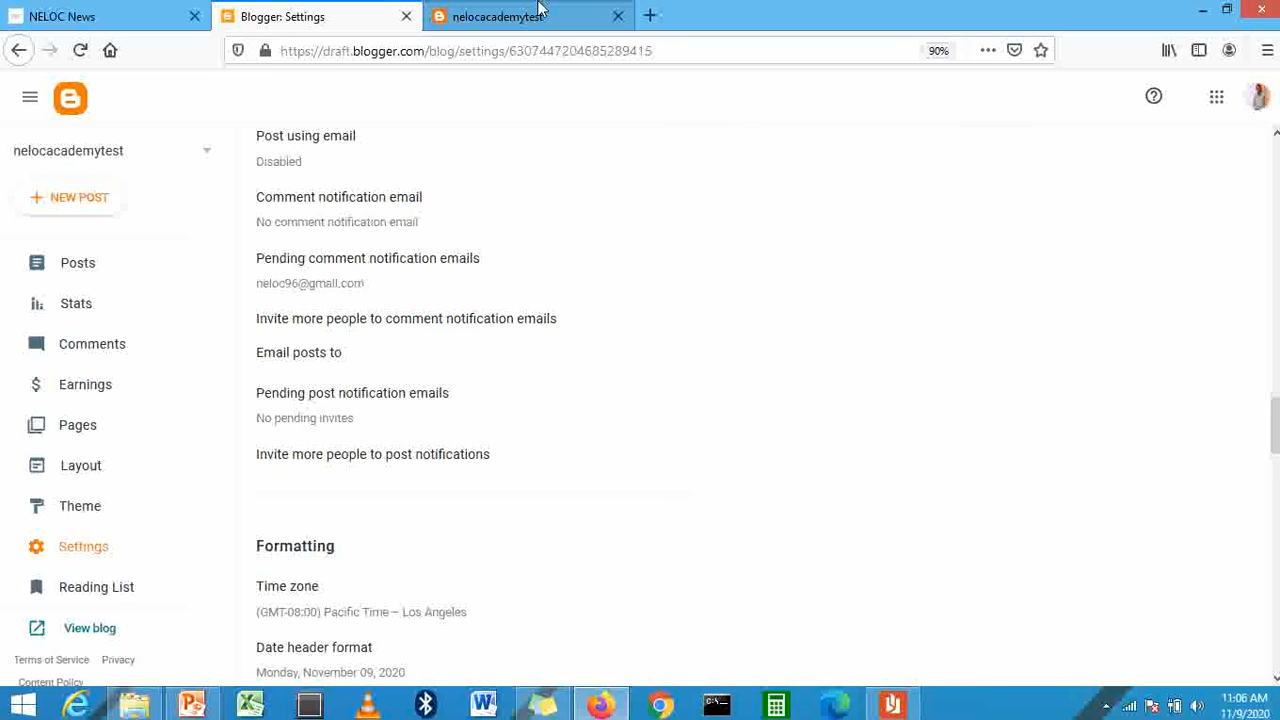 NELOC News
Blogger: Settings
nelocacademytest
https://draft.blogger.com/blog/settings/6307447204685289415
90%
nelocacademytest
NEW POST
Posts
Stats
Comments
Earnings
Pages
Layout
Theme
Settings
Reading List
View blog
Terms of Service
Privacy
Content Policy
Post using email
Disabled
Comment notification email
No comment notification email
Pending comment notification emails
neloc96@gmail.com
Invite more people to comment notification emails
Email posts to
Pending post notification emails
No pending invites
Invite more people to post notifications
Formatting
Time zone
(GMT-08:00) Pacific Time – Los Angeles
Date header format
Monday, November 09, 2020
11:06 AM
11/9/2020